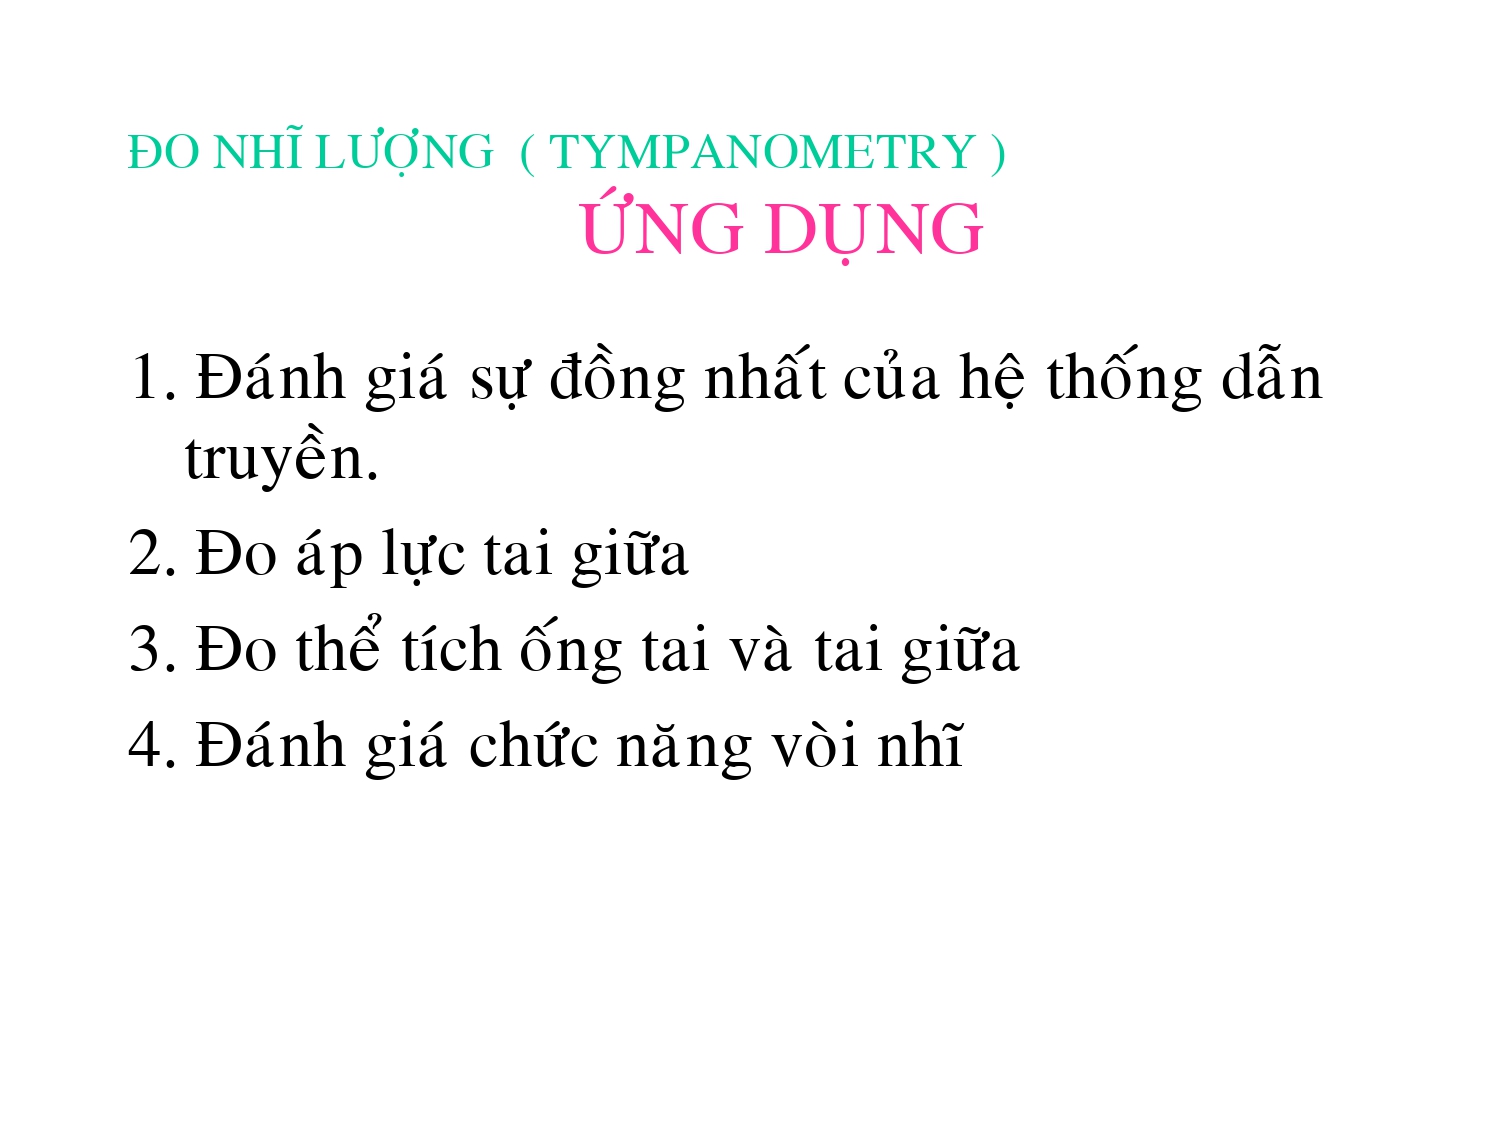 ĐO NHĨ LƯỢNG ( TYMPANOMETRY )
ỨNG DỤNG
1. Đánh giá sự đồng nhất của hệ thống dẫn
truyền.
2. Đo áp lực tai giữa
3. Đo thể tích ống tai và tai giữa
4. Đánh giá chức năng vòi nhĩ